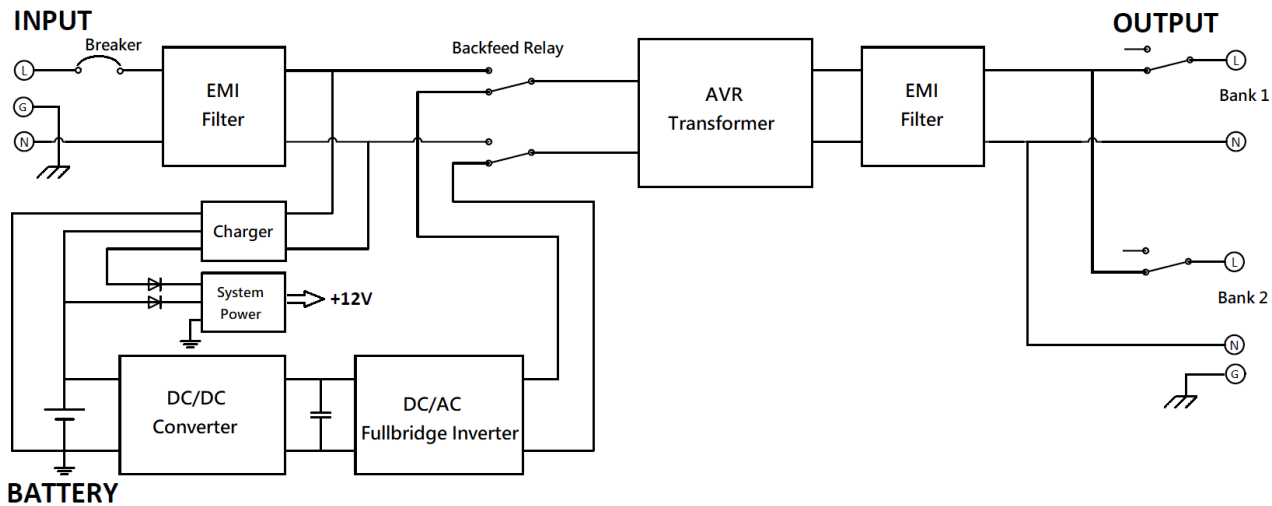 INPUT
OUTPUT
Breaker
Backfeed Relay
L
EMI
Filter
AVR
Transformer
EMI
Filter
L
Bank 1
G
N
N
Charger
System
Power
+12V
L
Bank 2
N
G
DC/DC
Converter
DC/AC
Fullbridge Inverter
BATTERY